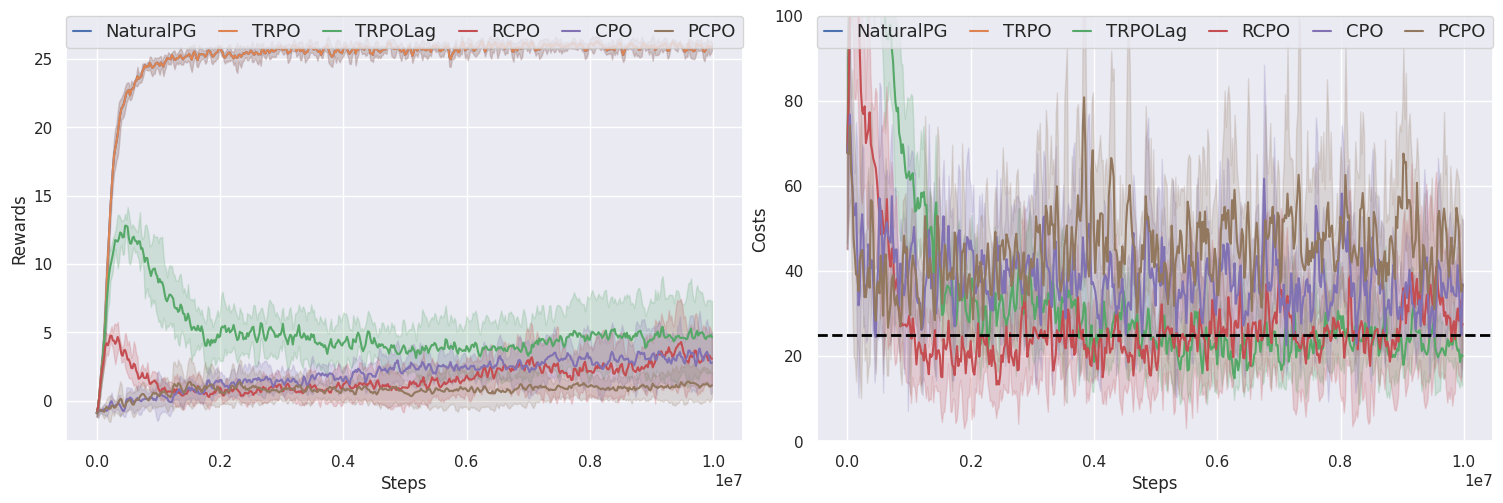 NaturalPG TRPO TRPOLag RCPO CPO PCPO
Rewards
25
20
15
10
5
0
0.0 0.2 0.4 0.6 0.8 1.0
1e7
Steps
NaturalPG TRPO TRPOLag RCPO CPO PCPO
Costs
100
80
60
40
20
0
0.0 0.2 0.4 0.6 0.8 1.0
1e7
Steps